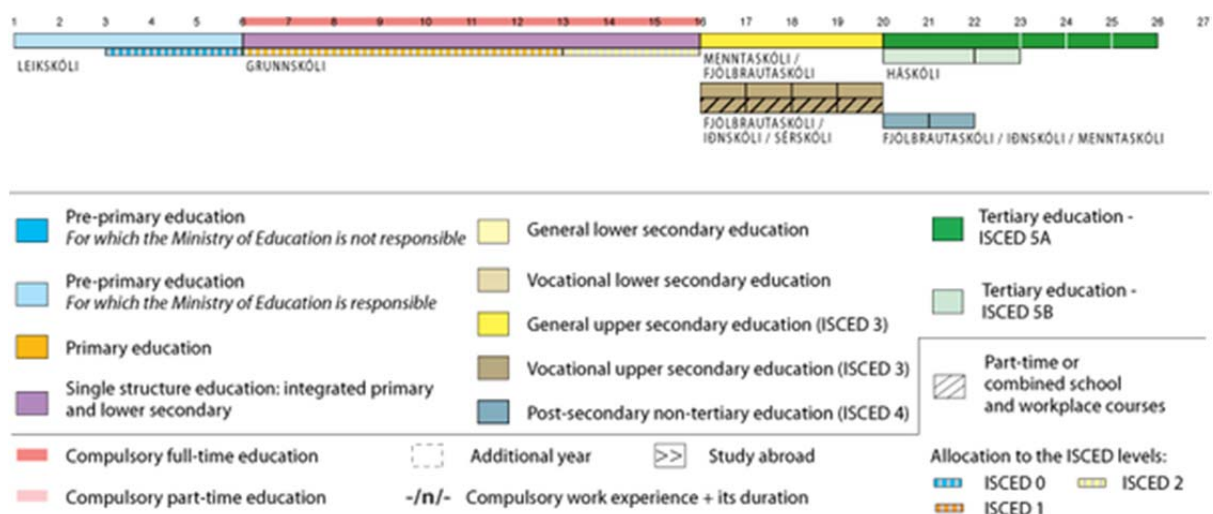 1 2 3 4 5 6 7 8 9 10 11 12 13 14 15 16 17 18 19 20 21 22 23 24 25 26 27
LEIKSKÓLI
GRUNNSKÓLI
MENNTASKÓLI /
FJÖLBRAUTASKÓLI
HÁSKÓLI
FJÖLBRAUTASKÓLI /
IÐNSKÓLI / SÉRSKÓLI
FJÖLBRAUTASKÓLI / IÐNSKÓLI / MENNTASKÓLI
Pre-primary education
For which the Ministry of Education is not responsible
Pre-primary education
For which the Ministry of Education is responsible
Primary education
Single structure education: integrated primary
and lower secondary
General lower secondary education
Vocational lower secondary education
General upper secondary education (ISCED 3)
Vocational upper secondary education (ISCED 3)
Post-secondary non-tertiary education (ISCED 4)
Tertiary education -
ISCED 5A
Tertiary education -
ISCED 5B
Part-time or
combined school
and workplace courses
Compulsory full-time education
Compulsory part-time education
Additional year
-/n/- Compulsory work experience + its duration
>> Study abroad
Allocation to the ISCED levels:
ISCED 0 ISCED 2
ISCED 1